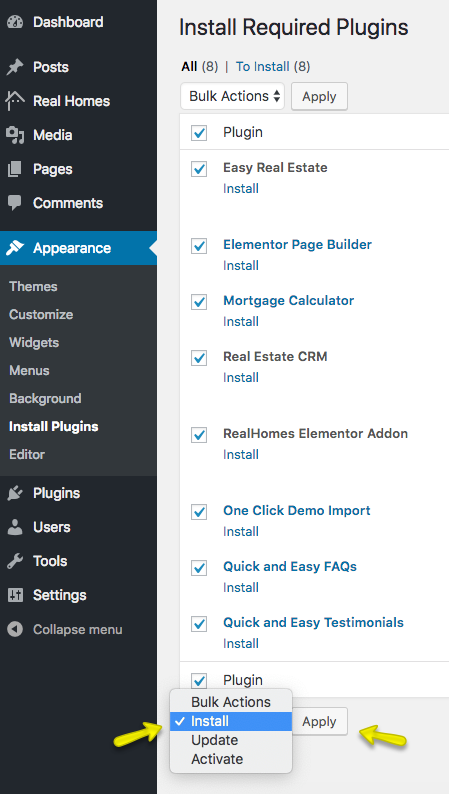 Dashboard
Posts
Real Homes
Media
Pages
Comments
Appearance
Themes
Customize
Widgets
Menus
Background
Install Plugins
Editor
Plugins
Users
Tools
Settings
Collapse menu
Install Required Plugins
All (8) | To Install (8)
Bulk Actions Apply
Plugin
Easy Real Estate
Install
Elementor Page Builder
Install
Mortgage Calculator
Install
Real Estate CRM
Install
RealHomes Elementor Addon
Install
One Click Demo Import
Install
Quick and Easy FAQs
Install
Quick and Easy Testimonials
Install
Plugin
Bulk Actions
Install
Update
Activate
Apply